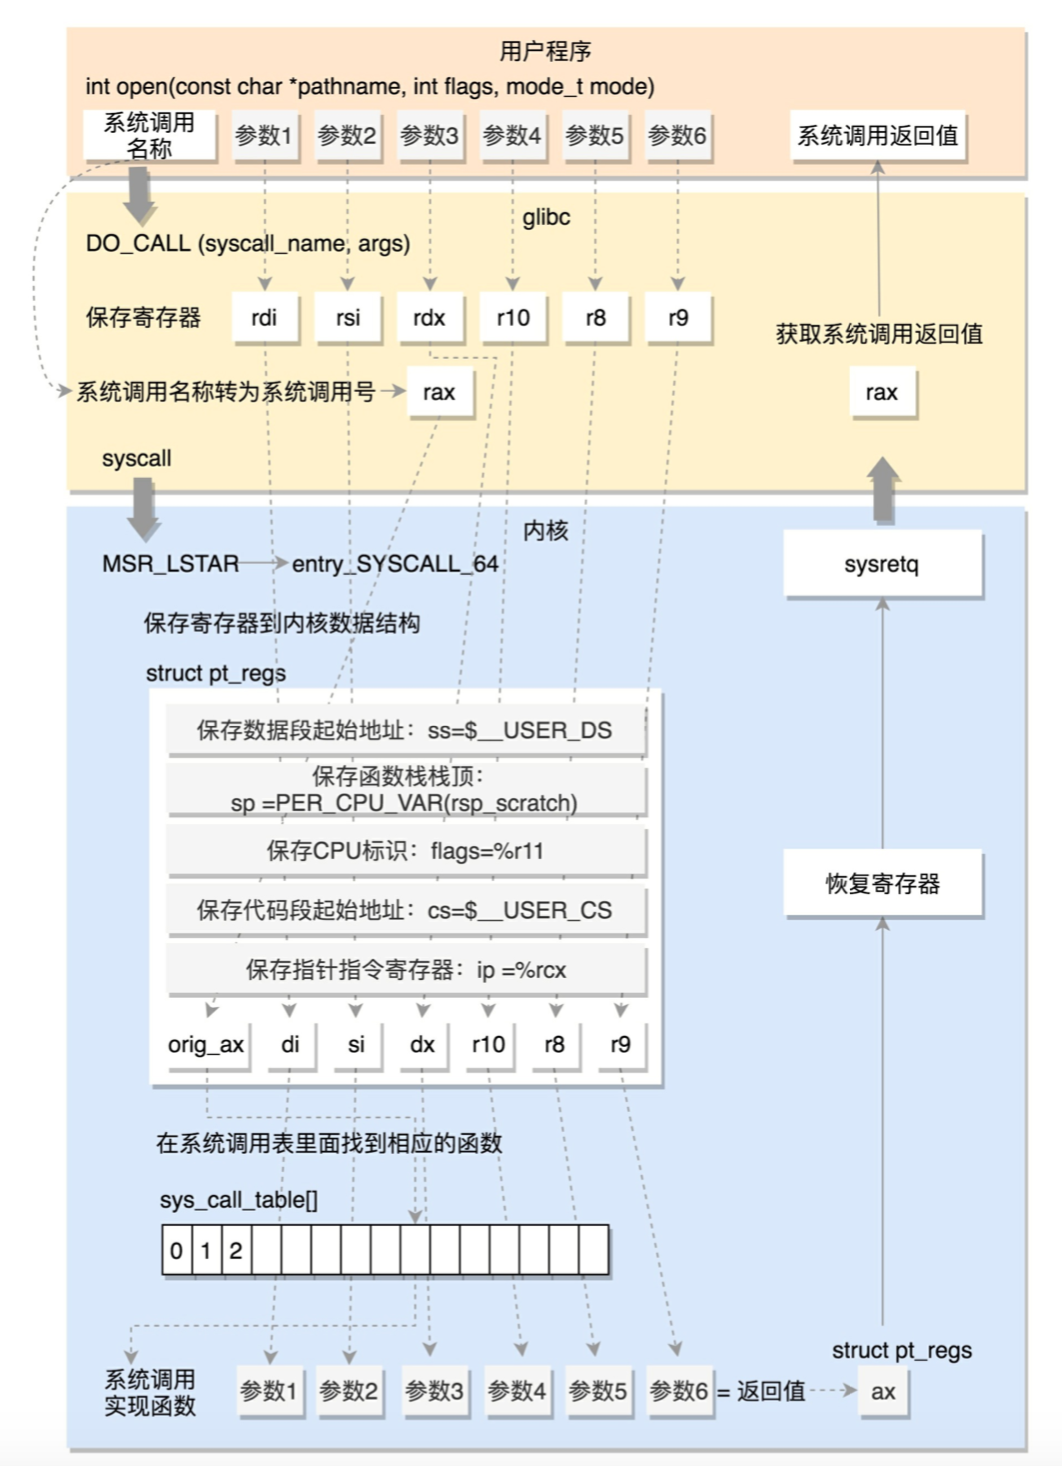 用户程序
int open(const char *pathname, int flags, mode_t mode)
系统调用
名称
参数1
参数2
参数3
参数4
参数5
参数6
系统调用返回值
glibc
DO_CALL (syscall_name, args)
保存寄存器
rdi
rsi
rdx
r10
r8
r9
获取系统调用返回值
系统调用名称转为系统调用号
rax
rax
syscall
内核
MSR_LSTAR
entry_SYSCALL_64
sysretq
保存寄存器到内核数据结构
struct pt_regs
保存数据段起始地址：ss=$__USER_DS
保存函数栈栈顶：
sp =PER_CPU_VAR(rsp_scratch)
保存CPU标识：flags=%r11
恢复寄存器
保存代码段起始地址：cs=$__USER_CS
保存指针指令寄存器：ip =%rcx
orig_ax
di
si
dx
r10
r8
r9
在系统调用表里面找到相应的函数
sys_call_table[]
0
1
2
struct pt_regs
系统调用
实现函数
参数1
参数2
参数3
参数4
参数5
参数6
= 返回值
ax